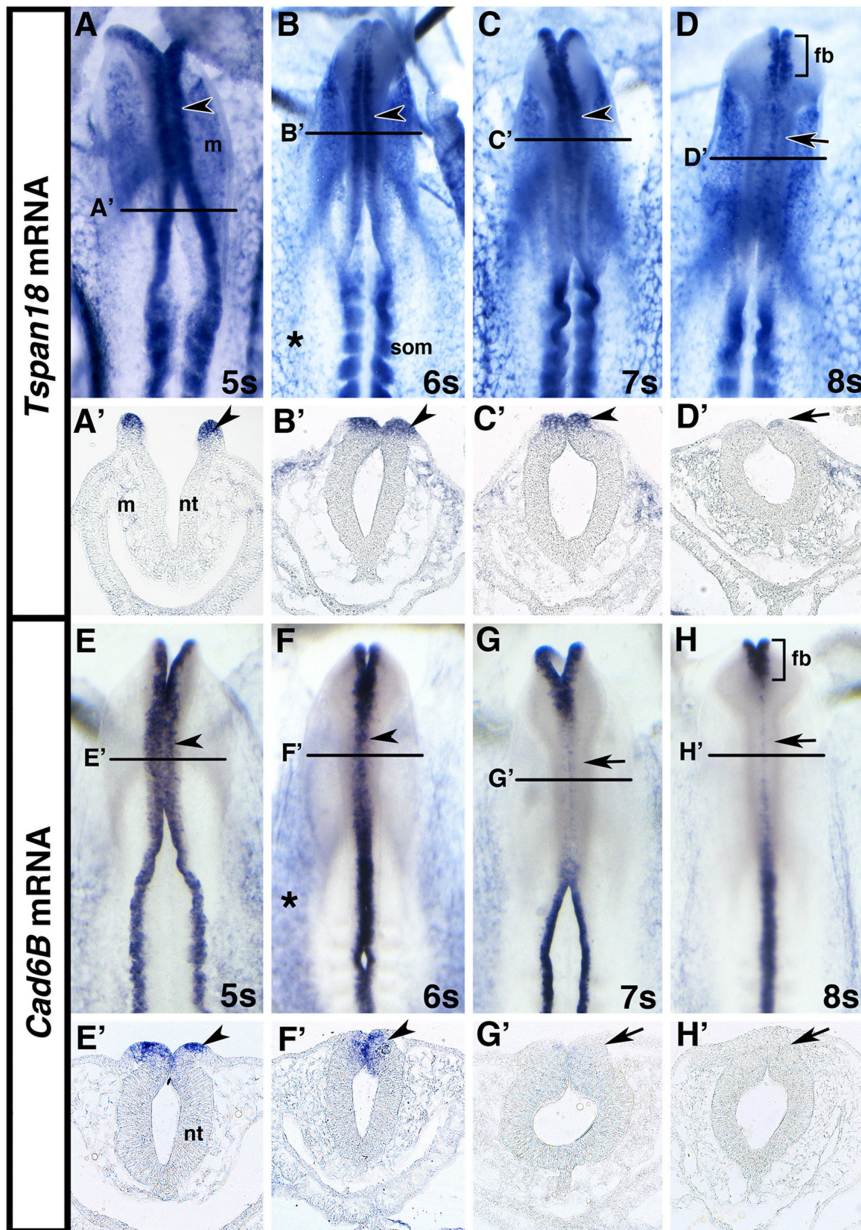 Tspan18 mRNA
A
m
A'
5s
B
B'
*
som
6s
C
C'
7s
D
fb
D'
8s
A'
m
nt
B'
C'
D'
Cad6B mRNA
E
E'
5s
F
F'
*
6s
G
G'
7s
H
fb
H'
8s
E'
nt
F'
G'
H'